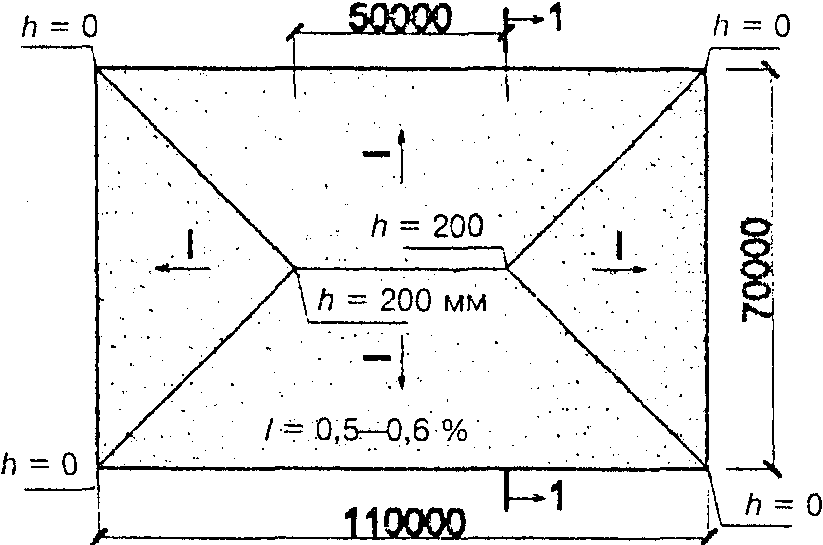 50000
1
h = 0
h = 0
I
h = 200
I
I
70000
h = 200 мм
I
I = 0,5—0,6 %
h = 0
1
h = 0
110000